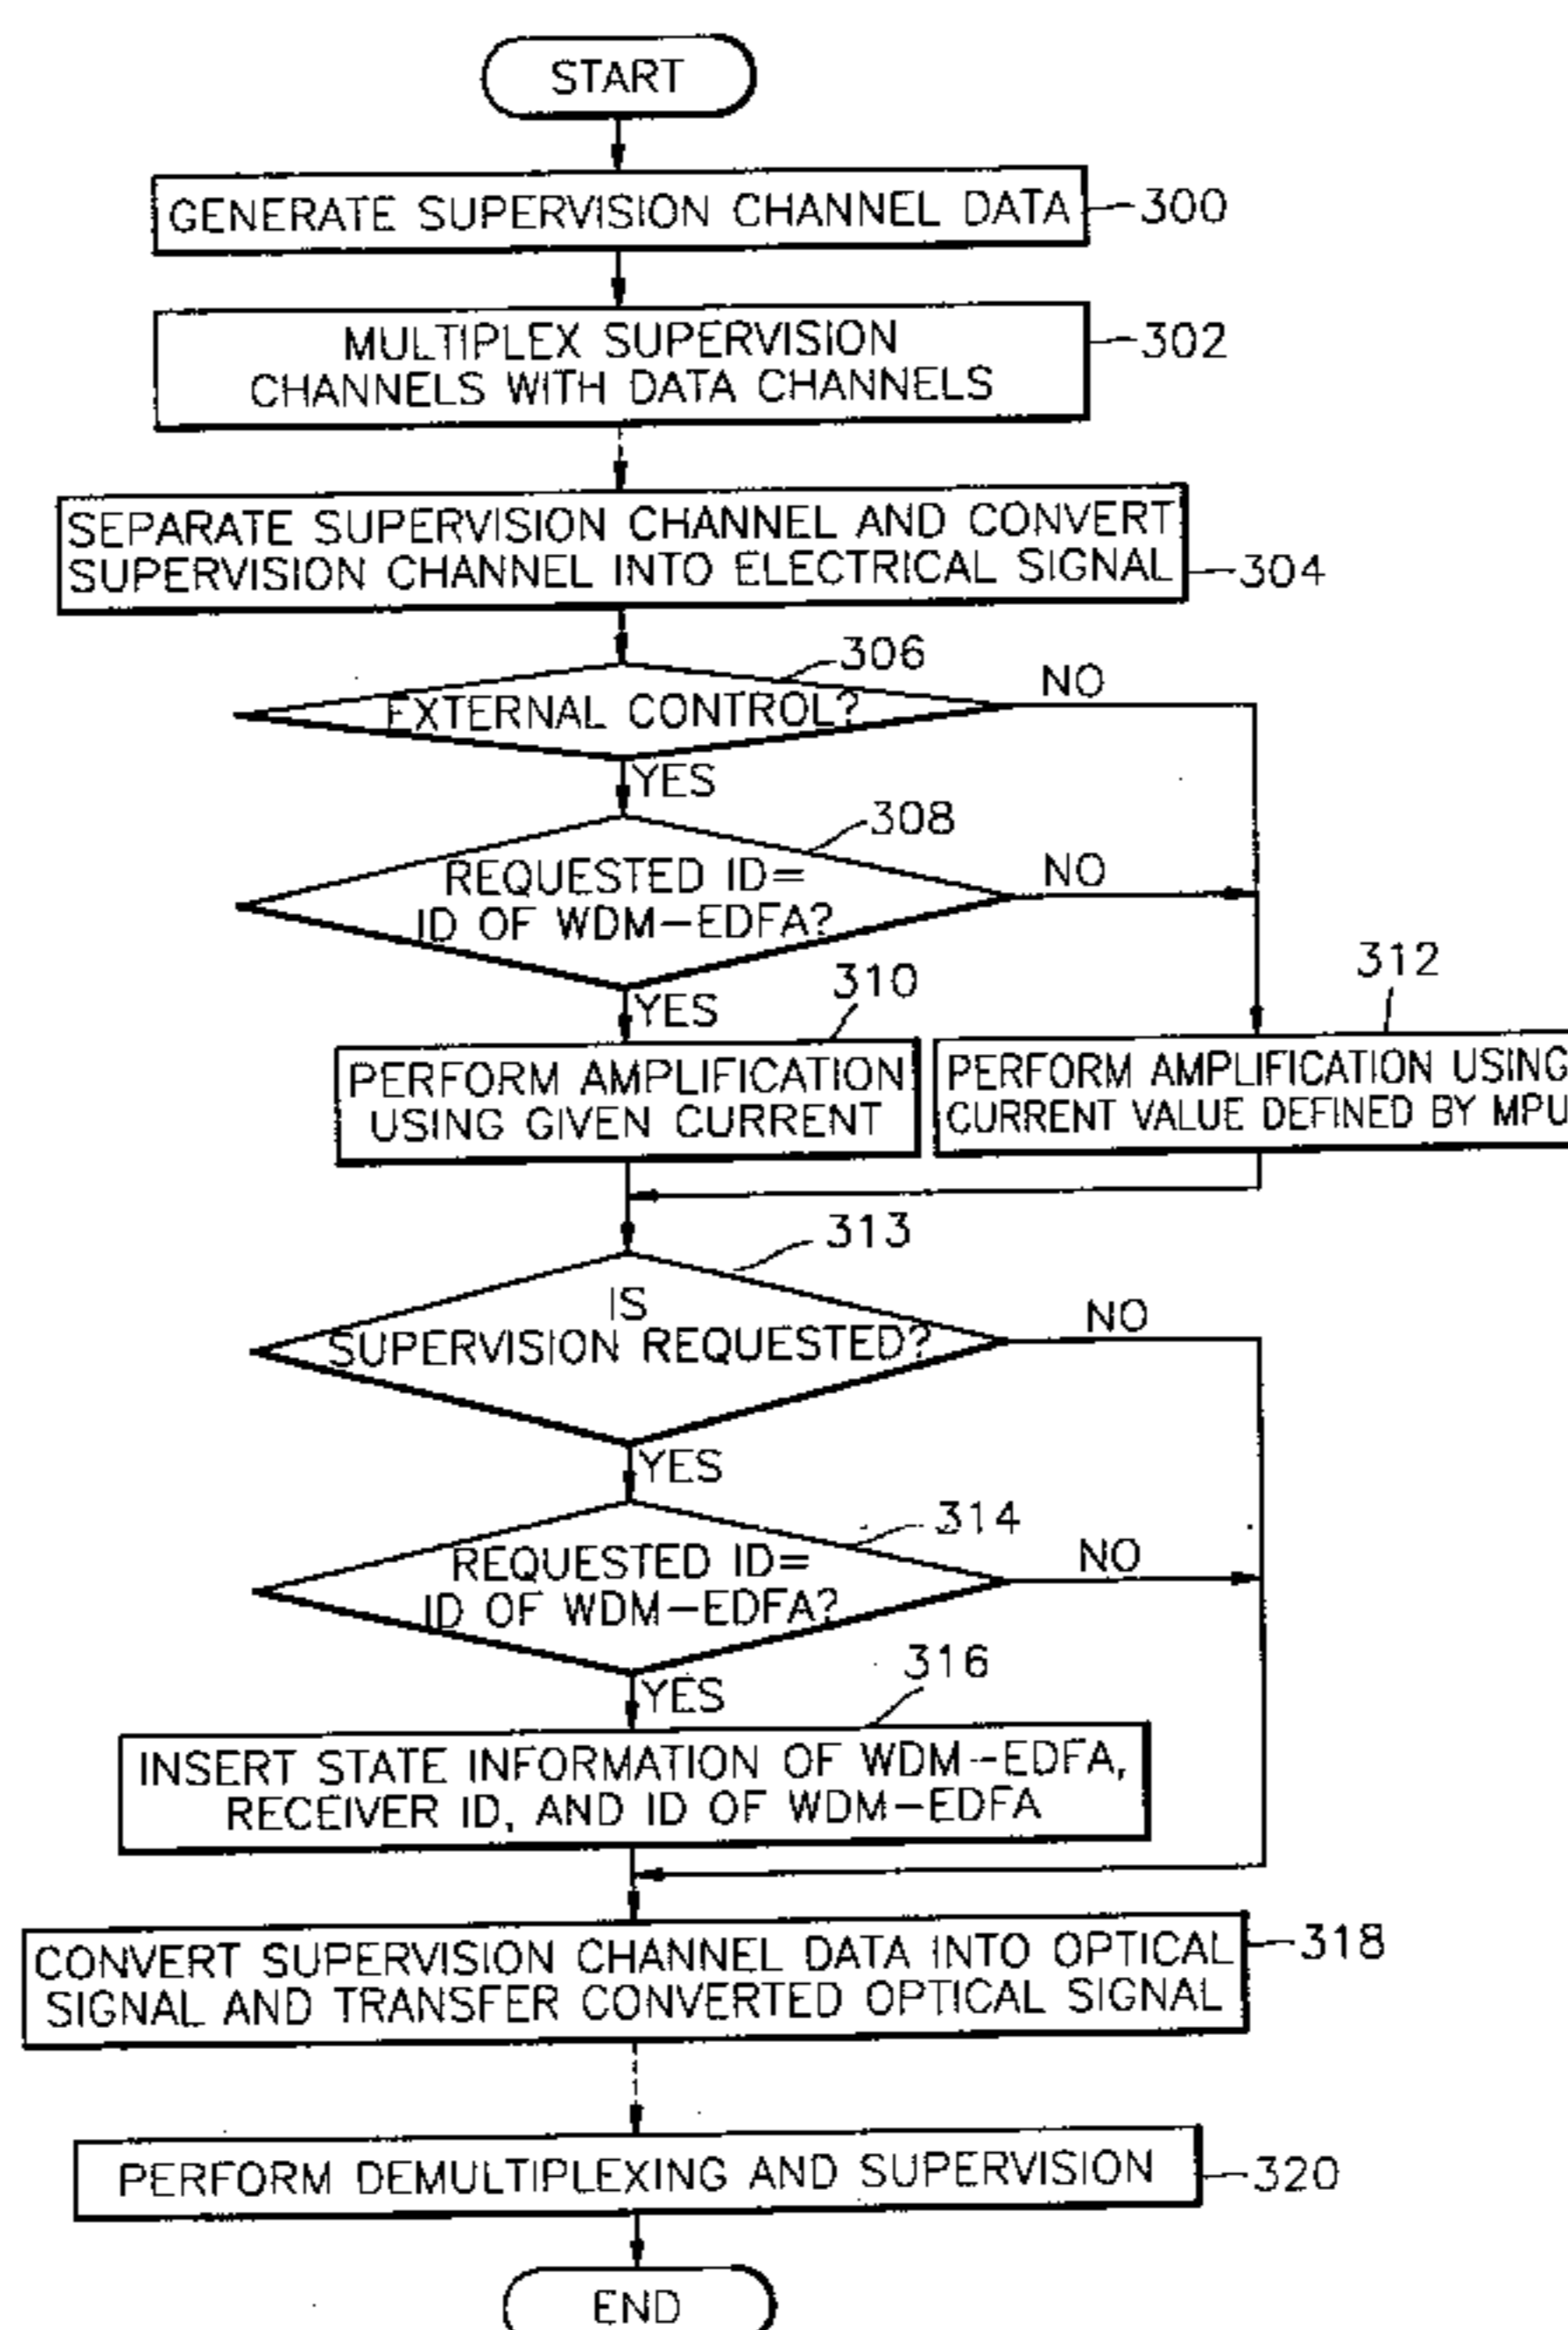 START
GENERATE SUPERVISION CHANNEL DATA
300
MULTIPLEX SUPERVISION
CHANNELS WITH DATA CHANNELS
302
SEPARATE SUPERVISION CHANNEL AND CONVERT
SUPERVISION CHANNEL INTO ELECTRICAL SIGNAL
304
306
EXTERNAL CONTROL?
NO
YES
308
REQUESTED ID=
ID OF WDM-EDFA?
NO
YES
310
PERFORM AMPLIFICATION
USING GIVEN CURRENT
312
PERFORM AMPLIFICATION USING
CURRENT VALUE DEFINED BY MPU
313
IS
SUPERVISION REQUESTED?
NO
YES
314
REQUESTED ID=
ID OF WDM-EDFA?
NO
YES
316
INSERT STATE INFORMATION OF WDM-EDFA,
RECEIVER ID, AND ID OF WDM-EDFA
CONVERT SUPERVISION CHANNEL DATA INTO OPTICAL
SIGNAL AND TRANSFER CONVERTED OPTICAL SIGNAL
318
PERFORM DEMULTIPLEXING AND SUPERVISION
320
END